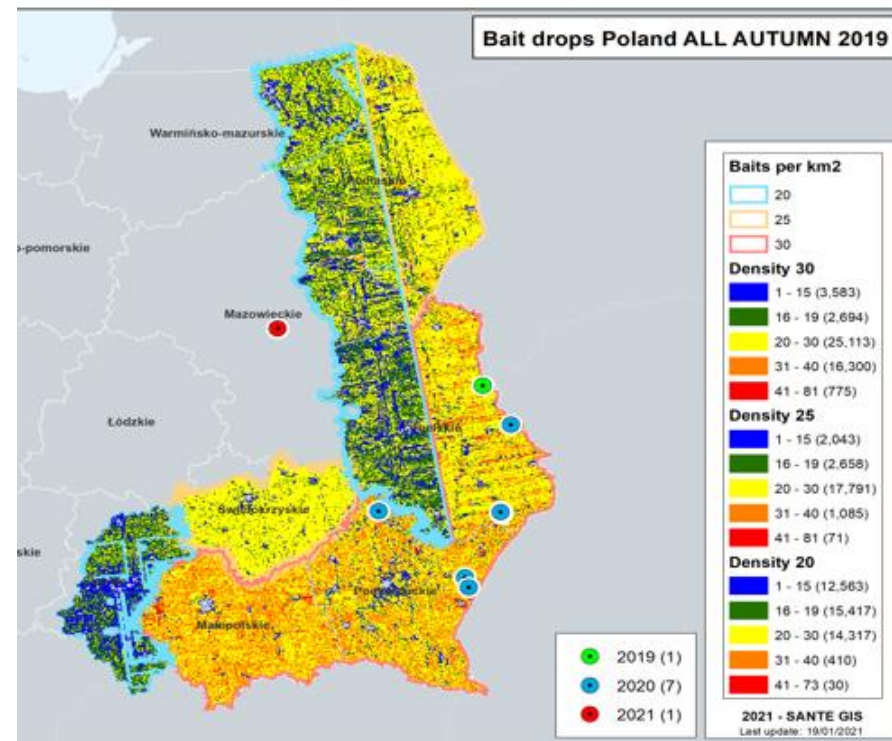 Bait drops Poland ALL AUTUMN 2019
Warmińsko-mazurskie
Podlaskie
o-pomorskie
Mazowieckie
Łódzkie
Świętokrzyskie
skie
Małopolskie
Baits per km2
20
25
30
Density 30
1 - 15 (3,583)
16 - 19 (2,694)
20 - 30 (25,113)
31 - 40 (16,300)
41 - 81 (775)
Density 25
1 - 15 (2,043)
16 - 19 (2,658)
20 - 30 (17,791)
31 - 40 (1,085)
41 - 81 (71)
Density 20
1 - 15 (12,563)
16 - 19 (15,417)
20 - 30 (14,317)
31 - 40 (410)
41 - 73 (30)
2019 (1)
2020 (7)
2021 (1)
2021 - SANTE GIS
Last update: 19/01/2021